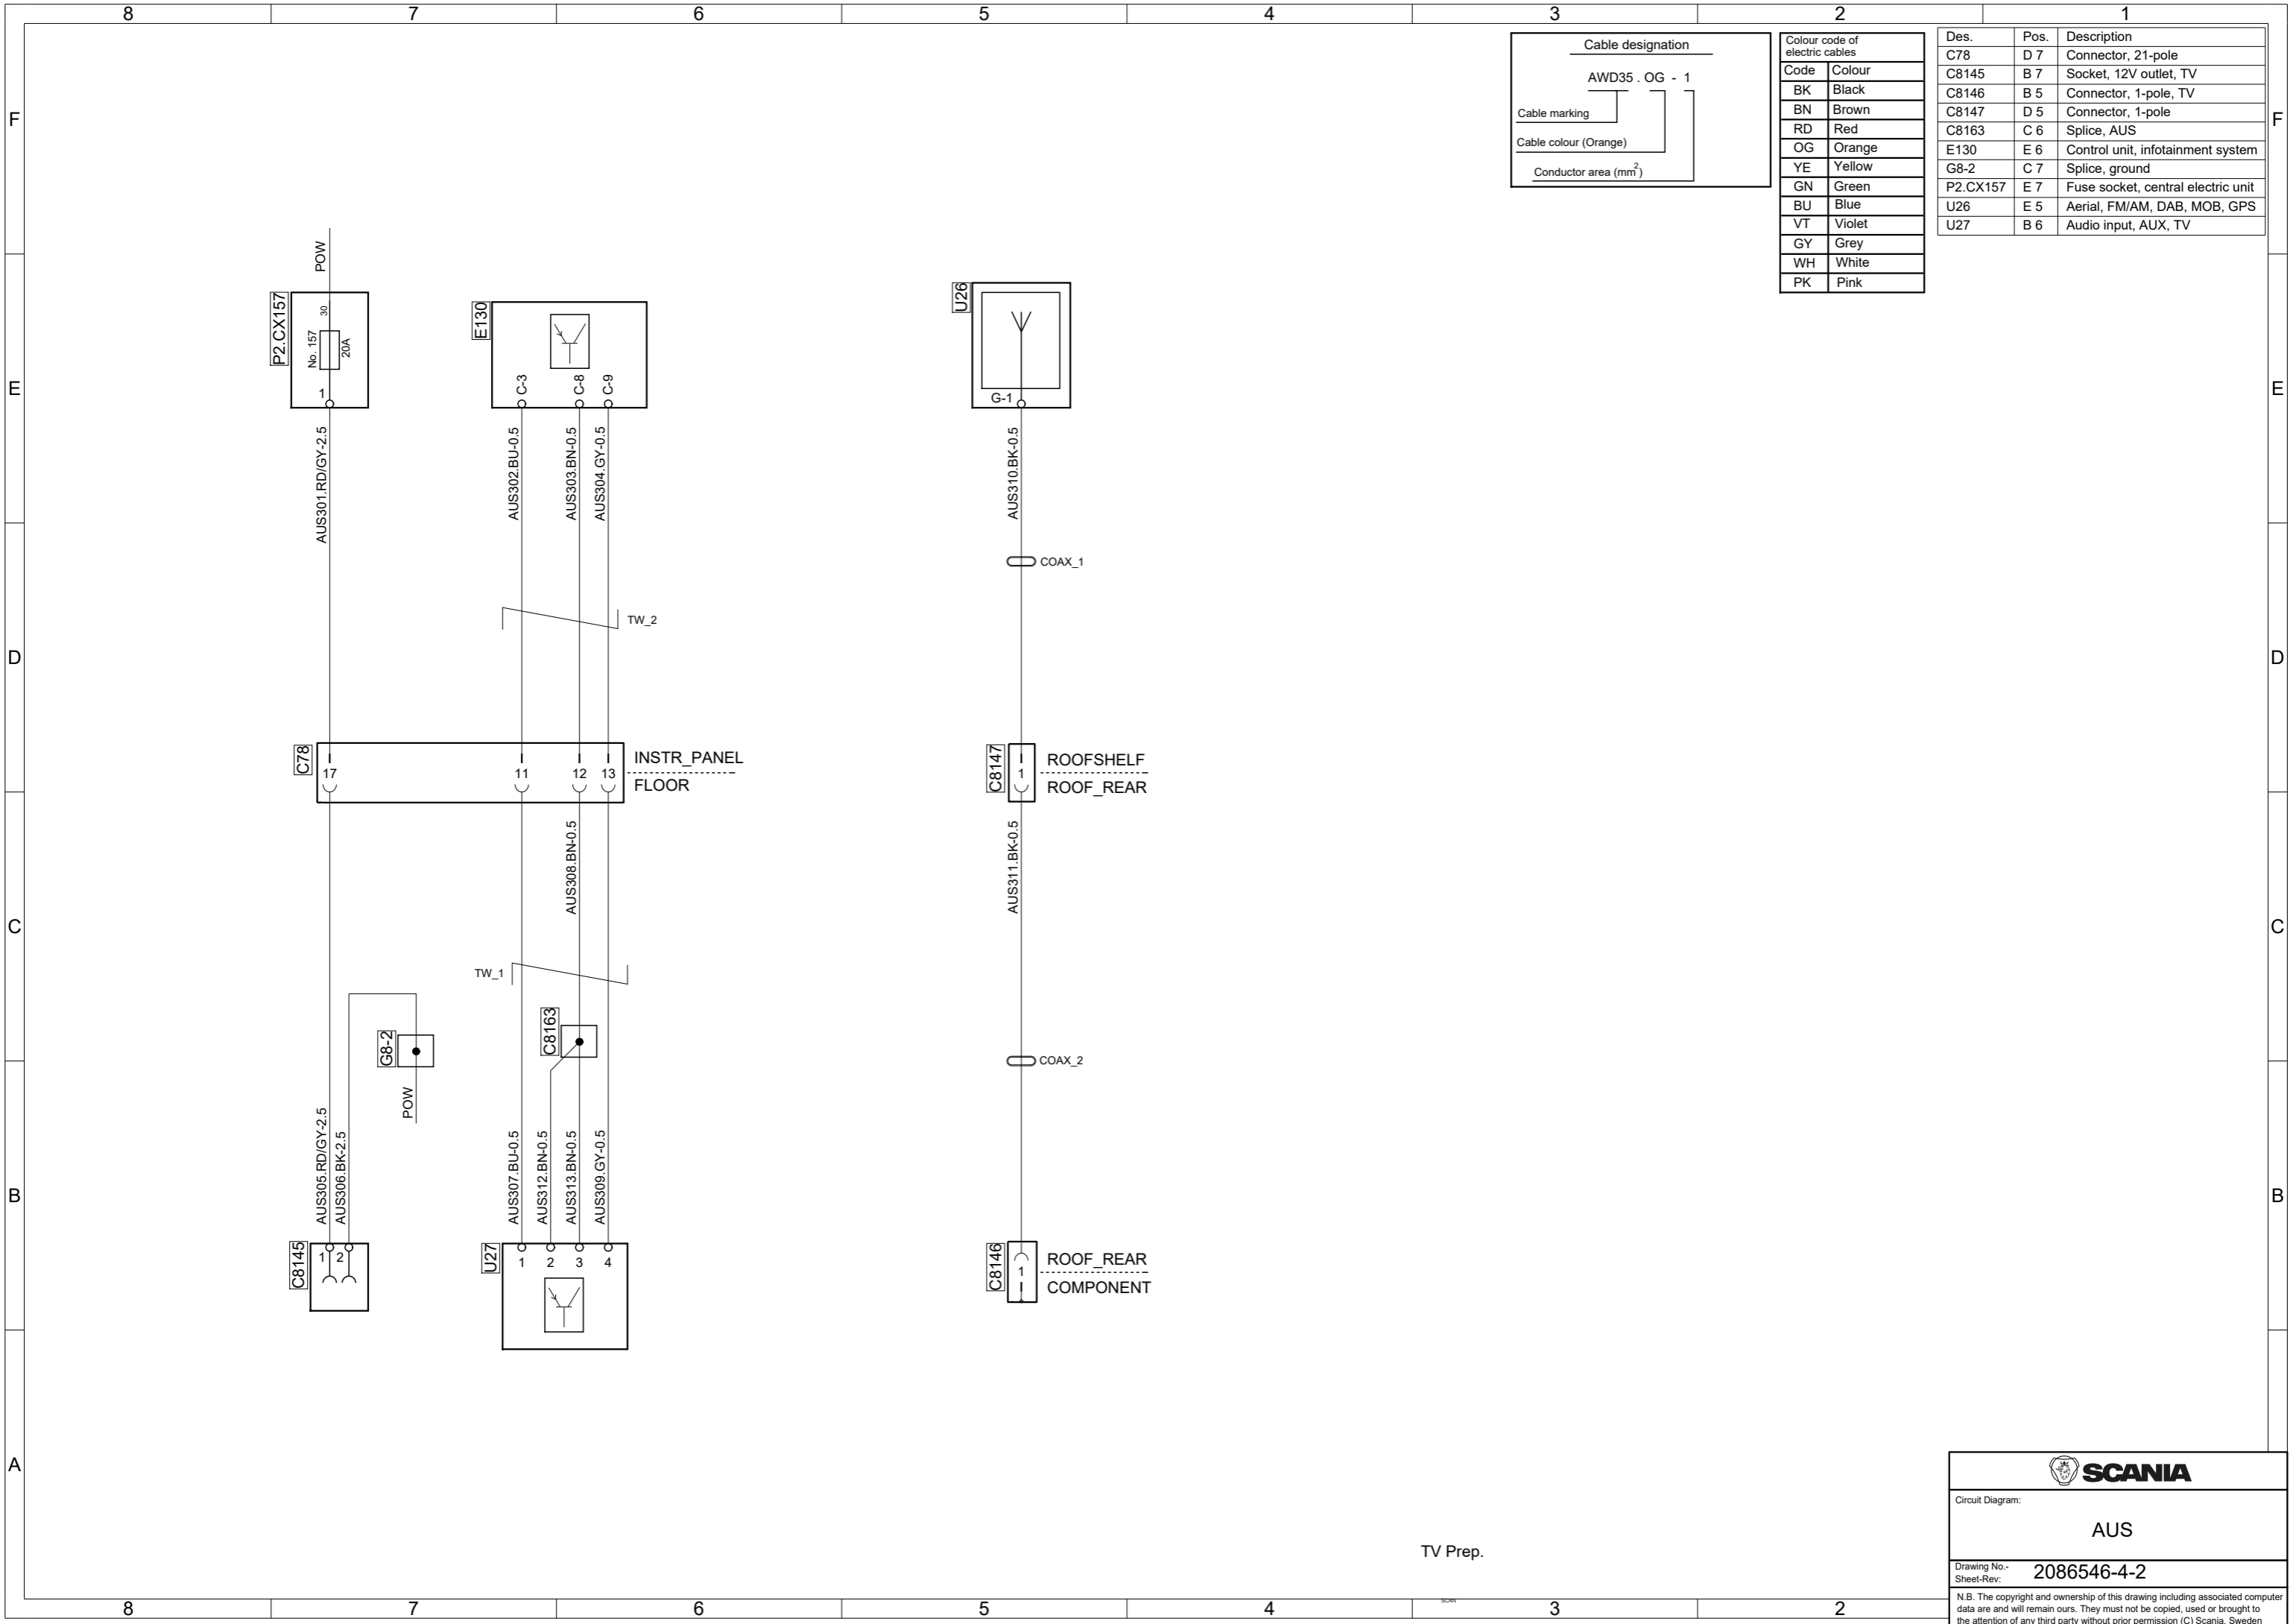 8 7 6 5 4 3 2 1
F
E
D
C
B
A
F
E
D
C
B
Cable designation
AWD35 . OG - 1
Cable marking
Cable colour (Orange)
Conductor area (mm2)
Colour code of
electric cables
Code Colour
BK Black
BN Brown
RD Red
OG Orange
YE Yellow
GN Green
BU Blue
VT Violet
GY Grey
WH White
PK Pink
Des. Pos. Description
C78 D 7 Connector, 21-pole
C8145 B 7 Socket, 12V outlet, TV
C8146 B 5 Connector, 1-pole, TV
C8147 D 5 Connector, 1-pole
C8163 C 6 Splice, AUS
E130 E 6 Control unit, infotainment system
G8-2 C 7 Splice, ground
P2.CX157 E 7 Fuse socket, central electric unit
U26 E 5 Aerial, FM/AM, DAB, MOB, GPS
U27 B 6 Audio input, AUX, TV
POW
P2.CX157
30
No. 157
20A
1
E130
C-3
C-8
C-9
U26
G-1
AUS301.RD/GY-2.5
AUS302.BU-0.5
AUS303.BN-0.5
AUS304.GY-0.5
AUS310.BK-0.5
COAX_1
TW_2
C78
17 11 12 13
INSTR_PANEL
FLOOR
C8147
1
ROOFSHELF
ROOF_REAR
AUS308.BN-0.5
AUS311.BK-0.5
TW_1
C8163
G8-2
POW
COAX_2
AUS305.RD/GY-2.5
AUS306.BK-2.5
AUS307.BU-0.5
AUS312.BN-0.5
AUS313.BN-0.5
AUS309.GY-0.5
C8145
1 2
U27
1 2 3 4
C8146
1
ROOF_REAR
COMPONENT
TV Prep.
SCANIA
Circuit Diagram:
AUS
Drawing No.-
Sheet-Rev:
2086546-4-2
N.B. The copyright and ownership of this drawing including associated computer
data are and will remain ours. They must not be copied, used or brought to
the attention of any third party without prior permission (C) Scania, Sweden
8 7 6 5 4 3 2